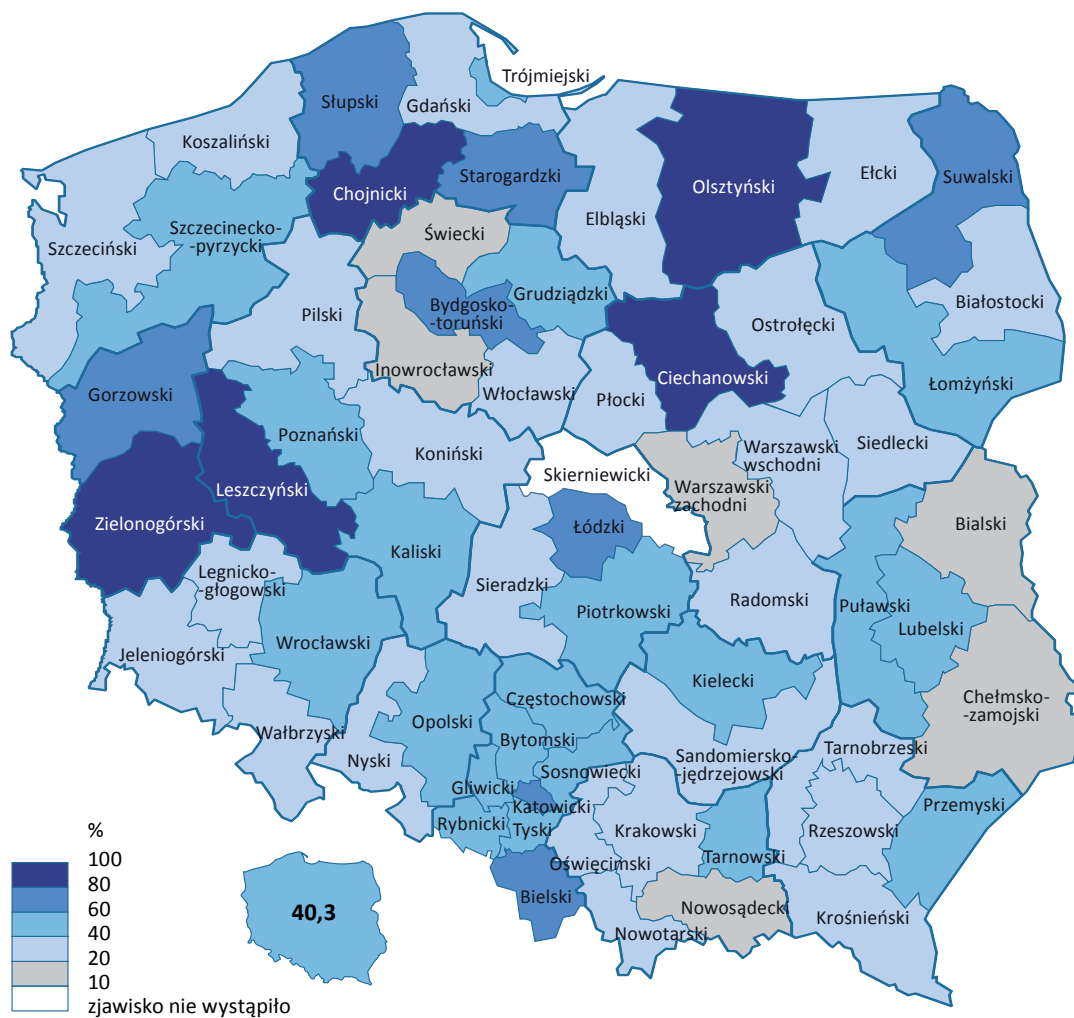 Trójmiejski
Słupski
Gdański
Koszaliński
Chojnicki
Starogardzki
Olsztyński
Ełcki
Suwalski
Szczecinecko-
-pyrzycki
Szczeciński
Świecki
Elbląski
Bydgosko-
-toruński
Grudziądzki
Białostocki
Pilski
Ostrołęcki
Inowrocławski
Ciechanowski
Łomżyński
Gorzowski
Włocławski
Płocki
Poznański
Koniński
Warszawski
wschodni
Siedlecki
Leszczyński
Skierniewicki
Warszawski
zachodni
Zielonogórski
Łódzki
Bialski
Kaliski
Legnicko-
-głogowski
Sieradzki
Radomski
Puławski
Piotrkowski
Lubelski
Wrocławski
Jeleniogórski
Kielecki
Częstochowski
Chełmsko-
-zamojski
Opolski
Wałbrzyski
Bytomski
Tarnobrzeski
Nyski
Sandomiersko-
-jędrzejowski
Sosnowiecki
Gliwicki
Katowicki
Przemyski
Rybnicki
Tyski
Krakowski
Rzeszowski
Oświęcimski
Tarnowski
Bielski
Nowosądecki
Krośnieński
Nowotarski
%
100
80
60
40
20
10
zjawisko nie wystąpiło
40,3